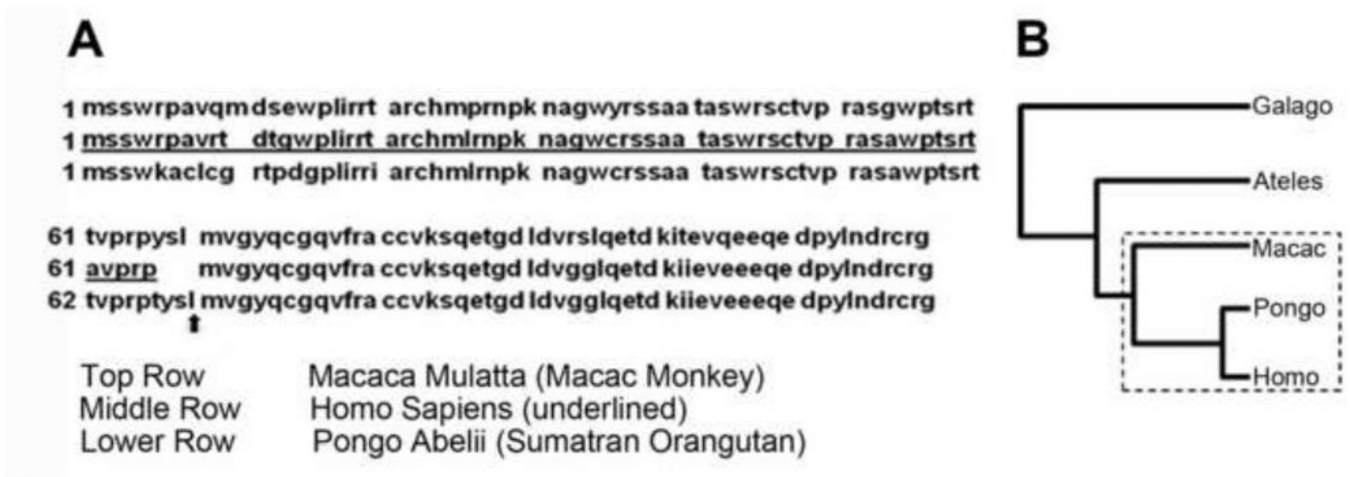 A
1 msswrpavqm dsewplirrt archmprnpk nagwyrssaa taswrsctvp rasgwptsrt
1 msswrpavrt dtgwplirrt archmlrnpk nagwcrssaa taswrsctvp rasawptsrt
1 msswkaclcg rtpdgplirri archmlrnpk nagwcrssaa taswrsctvp rasawptsrt
61 tvprpysl mvgyqcgqvfra ccvksqetgd ldvrslqetd kitevqeeqe dpylndrcrg
61 avprp mvgyqcgqvfra ccvksqetgd ldvgglqetd kiieveeeqe dpylndrcrg
62 tvprptysl mvgyqcgqvfra ccvksqetgd ldvgglqetd kiieveeeqe dpylndrcrg
Top Row Macaca Mulatta (Macac Monkey)
Middle Row Homo Sapiens (underlined)
Lower Row Pongo Abelii (Sumatran Orangutan)
B
Galago
Ateles
Macac
Pongo
Homo